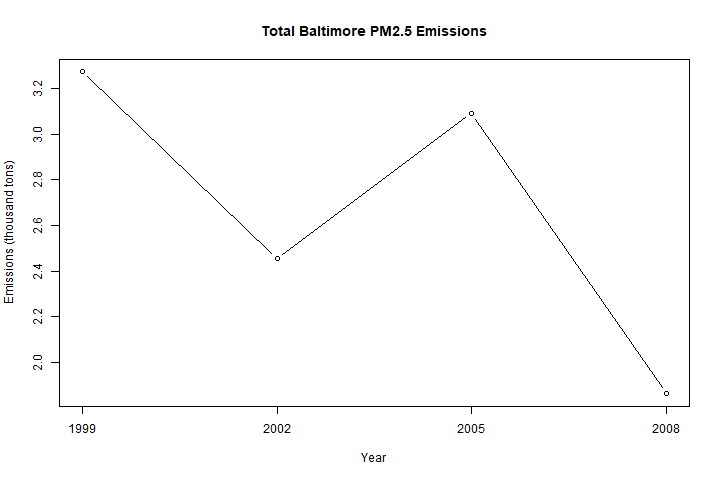 Total Baltimore PM2.5 Emissions
Emissions (thousand tons)
3.2
3.0
2.8
2.6
2.4
2.2
2.0
1999 2002 2005 2008
Year